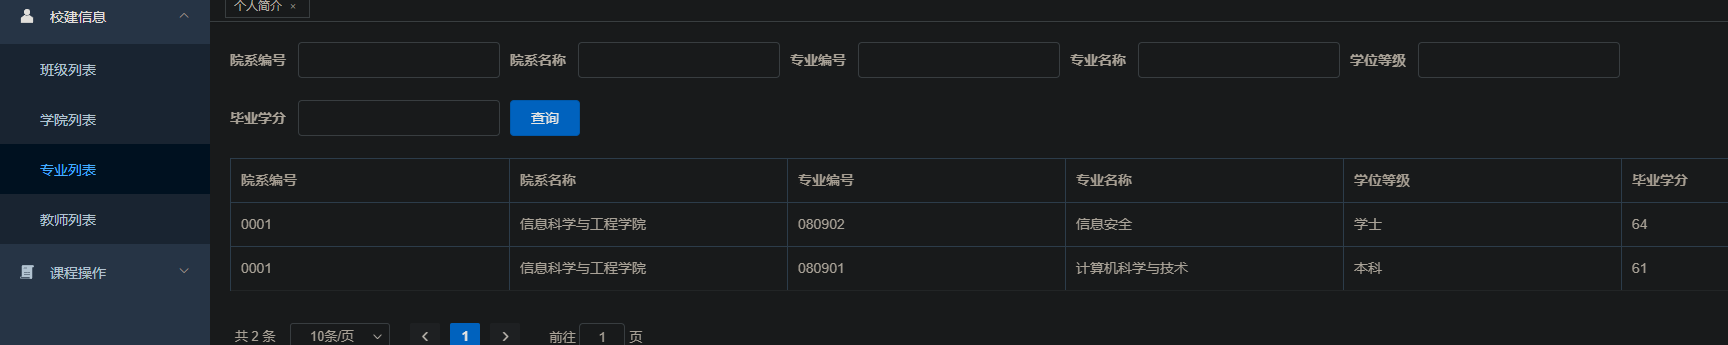 校建信息
班级列表
学院列表
专业列表
教师列表
课程操作
个人简介 ×
院系编号 院系名称 专业编号 专业名称 学位等级
毕业学分 查询
院系编号 院系名称 专业编号 专业名称 学位等级 毕业学分
0001 信息科学与工程学院 080902 信息安全 学士 64
0001 信息科学与工程学院 080901 计算机科学与技术 本科 61
共 2 条 10条/页 1 前往 1 页